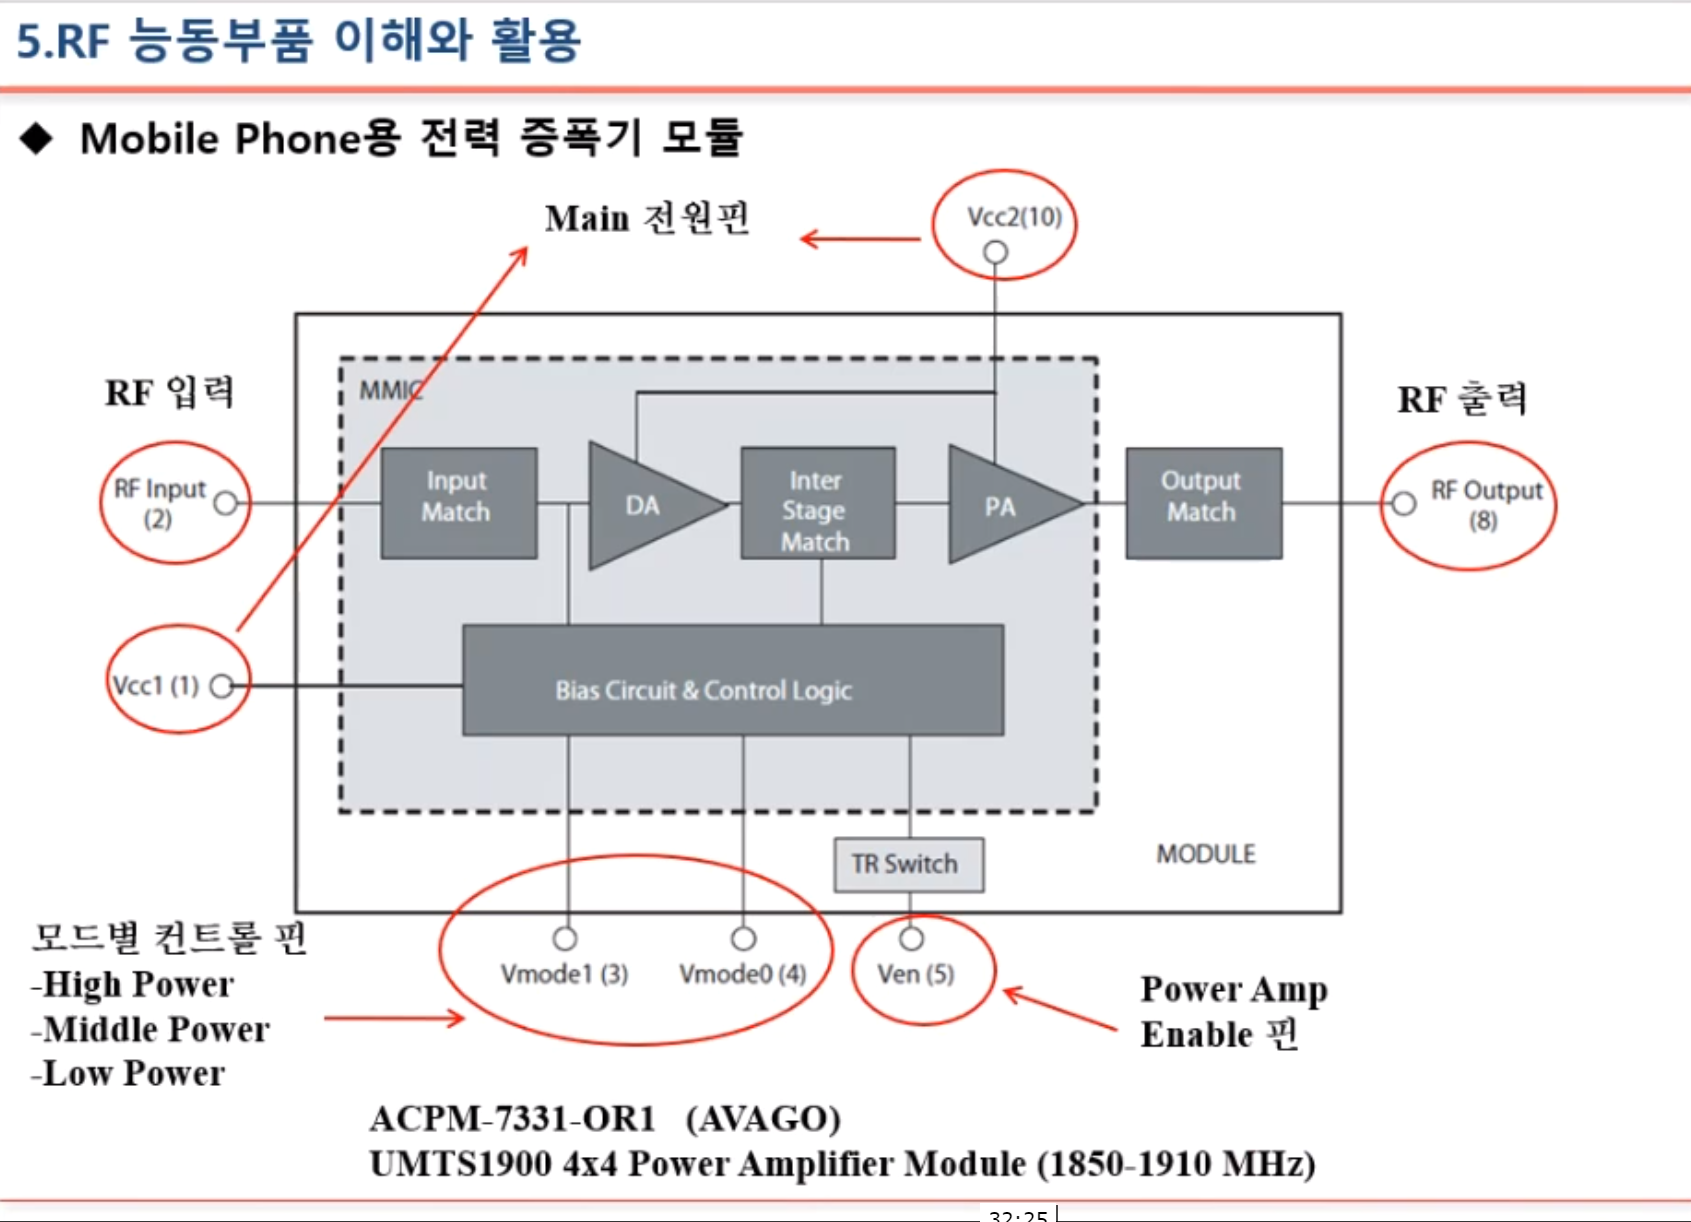 5.RF 능동부품 이해와 활용
◆ Mobile Phone용 전력 증폭기 모듈
Main 전원핀
Vcc2(10)
RF 입력
MMIC
RF 출력
RF Input
(2)
Input
Match
DA
Inter
Stage
Match
PA
Output
Match
RF Output
(8)
Vcc1 (1)
Bias Circuit & Control Logic
TR Switch
MODULE
모드별 컨트롤 핀
-High Power
-Middle Power
-Low Power
Vmode1 (3)
Vmode0 (4)
Ven (5)
Power Amp
Enable 핀
ACPM-7331-OR1 (AVAGO)
UMTS1900 4x4 Power Amplifier Module (1850-1910 MHz)
32:25